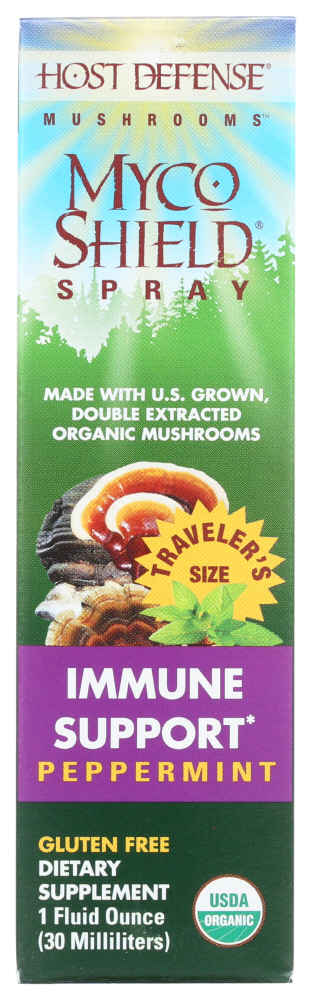 HOST DEFENSE®
MUSHROOMS™
MYCO
SHIELD®
SPRAY
MADE WITH U.S. GROWN,
DOUBLE EXTRACTED
ORGANIC MUSHROOMS
TRAVELER'S
SIZE
IMMUNE
SUPPORT*
PEPPERMINT
GLUTEN FREE
DIETARY
SUPPLEMENT
1 Fluid Ounce
(30 Milliliters)
USDA
ORGANIC